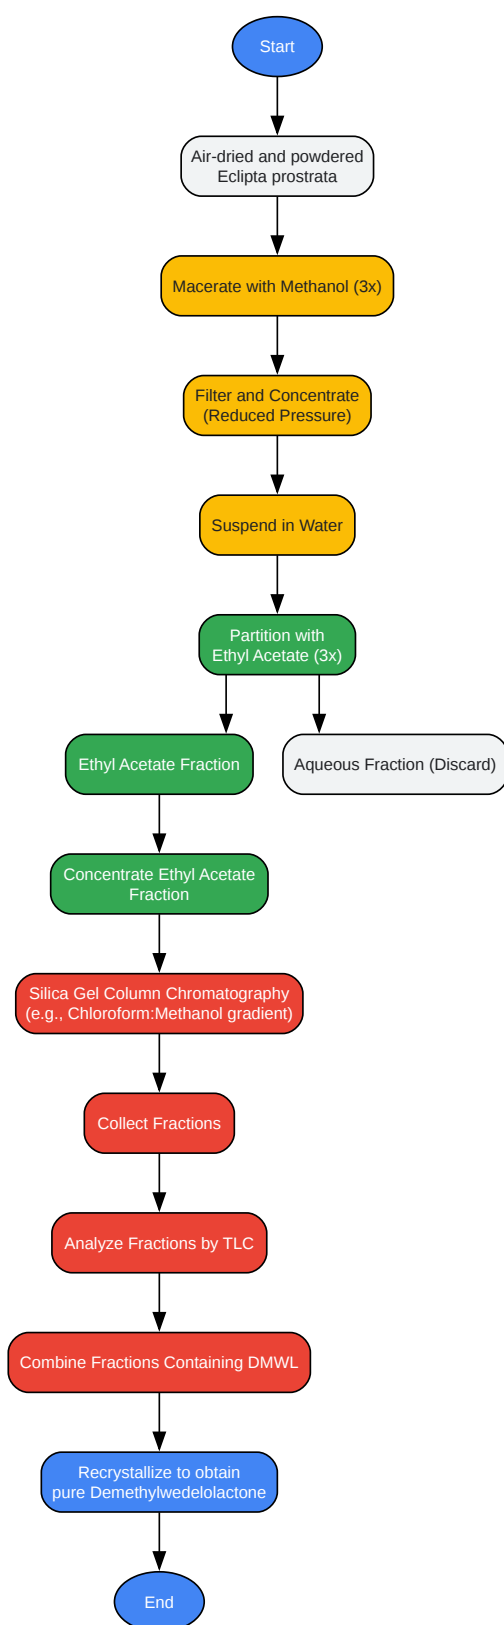 Start
Air-dried and powdered
Eclipta prostrata
Macerate with Methanol (3x)
Filter and Concentrate
(Reduced Pressure)
Suspend in Water
Partition with
Ethyl Acetate (3x)
Ethyl Acetate Fraction
Aqueous Fraction (Discard)
Concentrate Ethyl Acetate
Fraction
Silica Gel Column Chromatography
(e.g., Chloroform:Methanol gradient)
Collect Fractions
Analyze Fractions by TLC
Combine Fractions Containing DMWL
Recrystallize to obtain
pure Demethylwedelolactone
End